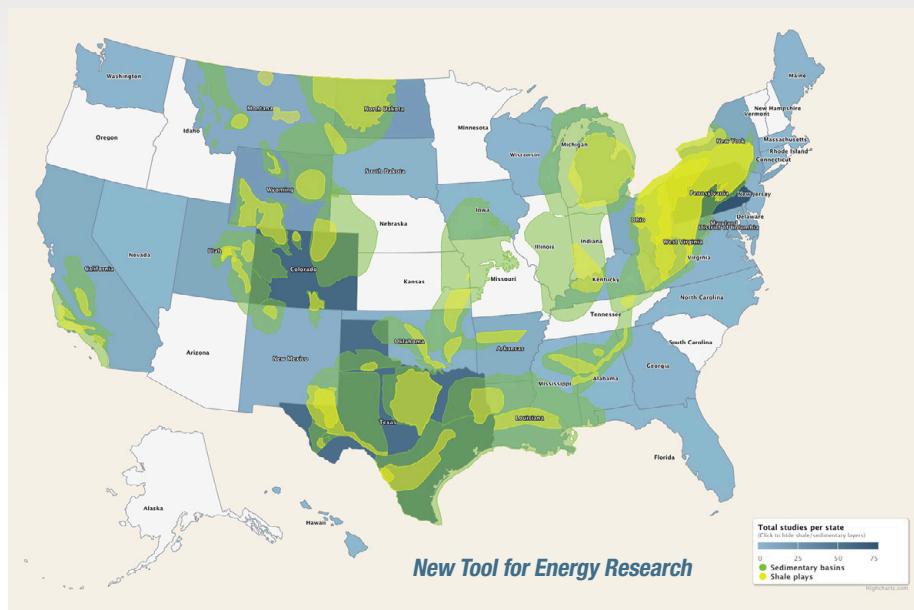 Washington
Maine
Montana
North Dakota
Minnesota
New Hampshire
Vermont
Oregon
Idaho
Michigan
Massachusetts
New York
Rhode Island
Wisconsin
Connecticut
South Dakota
Wyoming
Pennsylvania
New Jersey
Iowa
Nebraska
Ohio
Delaware
Maryland
District of Columbia
Utah
Illinois
Indiana
West Virginia
Nevada
California
Colorado
Virginia
Kansas
Missouri
Kentucky
North Carolina
Tennessee
Oklahoma
Arkansas
South Carolina
Arizona
New Mexico
Georgia
Mississippi
Alabama
Texas
Louisiana
Florida
Alaska
Hawaii
Total studies per state
(Click to hide shale/sedimentary layers)
0 25 50 75
Sedimentary basins
Shale plays
New Tool for Energy Research
Highcharts.com